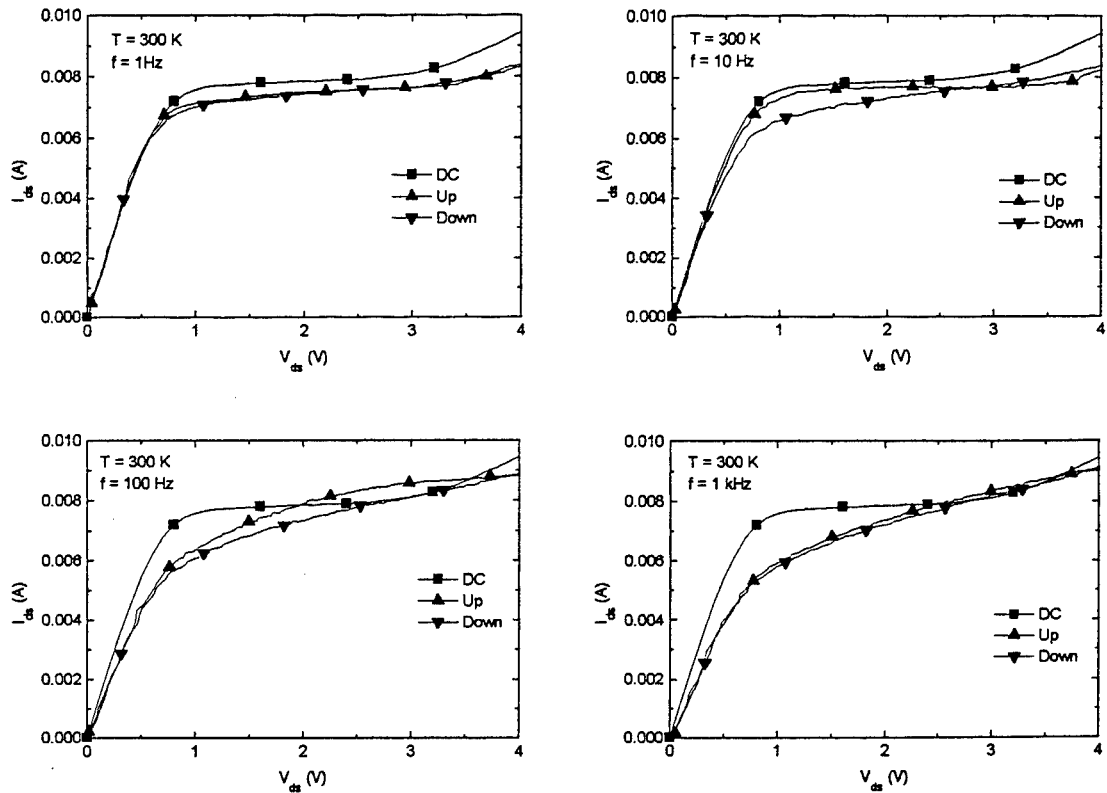 0.010
0.008
0.006
0.004
0.002
0.000
I_ds (A)
T = 300 K
f = 1Hz
DC
Up
Down
0 1 2 3 4
V_ds (V)
0.010
0.008
0.006
0.004
0.002
0.000
I_ds (A)
T = 300 K
f = 10 Hz
DC
Up
Down
0 1 2 3 4
V_ds (V)
0.010
0.008
0.006
0.004
0.002
0.000
I_ds (A)
T = 300 K
f = 100 Hz
DC
Up
Down
0 1 2 3 4
V_ds (V)
0.010
0.008
0.006
0.004
0.002
0.000
I_ds (A)
T = 300 K
f = 1 kHz
DC
Up
Down
0 1 2 3 4
V_ds (V)